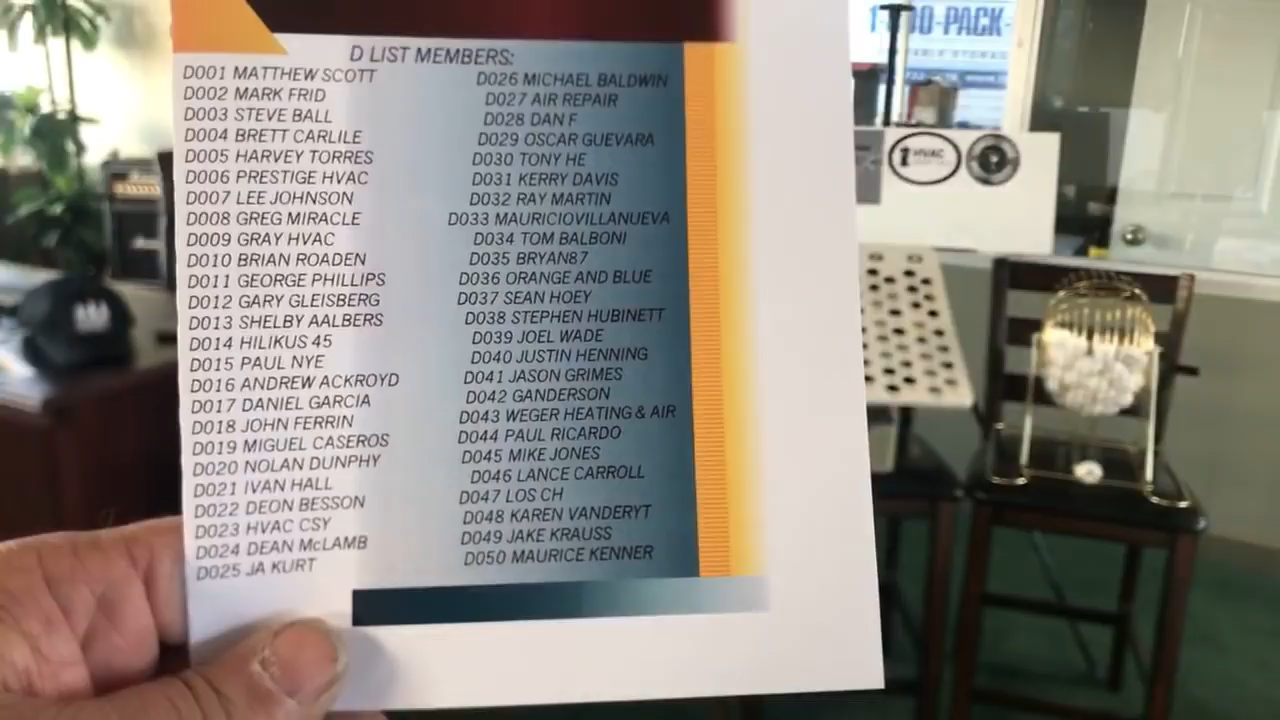 D LIST MEMBERS:
D001 MATTHEW SCOTT
D002 MARK FRID
D003 STEVE BALL
D004 BRETT CARLILE
D005 HARVEY TORRES
D006 PRESTIGE HVAC
D007 LEE JOHNSON
D008 GREG MIRACLE
D009 GRAY HVAC
D010 BRIAN ROADEN
D011 GEORGE PHILLIPS
D012 GARY GLEISBERG
D013 SHELBY AALBERS
D014 HILIKUS 45
D015 PAUL NYE
D016 ANDREW ACKROYD
D017 DANIEL GARCIA
D018 JOHN FERRIN
D019 MIGUEL CASEROS
D020 NOLAN DUNPHY
D021 IVAN HALL
D022 DEON BESSON
D023 HVAC CSY
D024 DEAN McLAMB
D025 JA KURT
D026 MICHAEL BALDWIN
D027 AIR REPAIR
D028 DAN F
D029 OSCAR GUEVARA
D030 TONY HE
D031 KERRY DAVIS
D032 RAY MARTIN
D033 MAURICIOVILLANUEVA
D034 TOM BALBONI
D035 BRYAN87
D036 ORANGE AND BLUE
D037 SEAN HOEY
D038 STEPHEN HUBINETT
D039 JOEL WADE
D040 JUSTIN HENNING
D041 JASON GRIMES
D042 GANDERSON
D043 WEGER HEATING & AIR
D044 PAUL RICARDO
D045 MIKE JONES
D046 LANCE CARROLL
D047 LOS CH
D048 KAREN VANDERYT
D049 JAKE KRAUSS
D050 MAURICE KENNER
HVAC